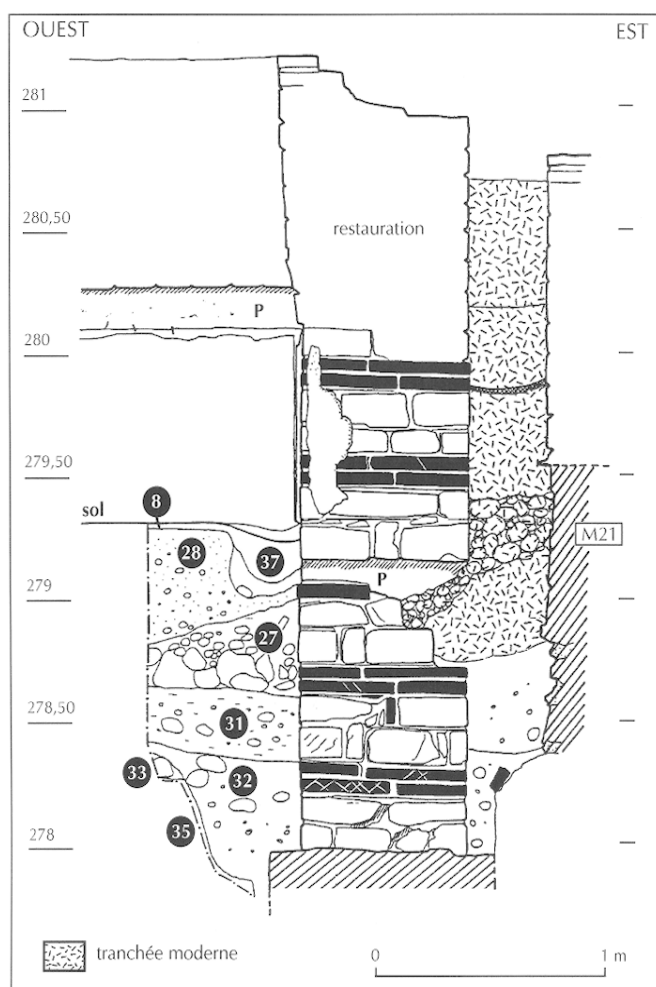 OUEST
EST
281
280,50
restauration
P
280
279,50
8
sol
28
M21
37
P
279
27
278,50
31
33
32
35
278
tranchée moderne
0
1 m